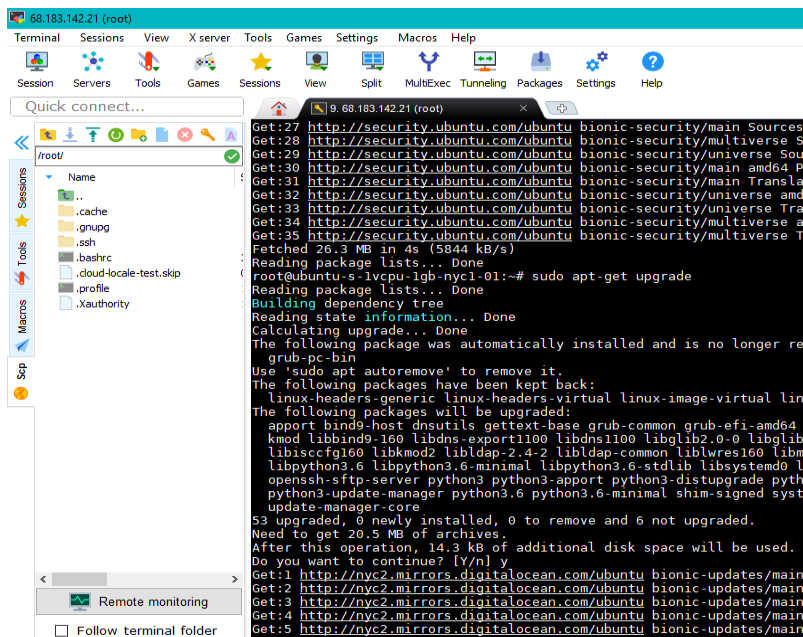 68.183.142.21 (root)
Terminal Sessions View X server Tools Games Settings Macros Help
Session Servers Tools Games Sessions View Split MultiExec Tunneling Packages Settings Help
Quick connect...
9. 68.183.142.21 (root)
/root/
Name
..
.cache
.gnupg
.ssh
.bashrc
.cloud-locale-test.skip
.profile
.Xauthority
Sessions
Tools
Macros
Scp
Remote monitoring
Follow terminal folder
Get:27 http://security.ubuntu.com/ubuntu bionic-security/main Sources
Get:28 http://security.ubuntu.com/ubuntu bionic-security/multiverse S
Get:29 http://security.ubuntu.com/ubuntu bionic-security/universe Sou
Get:30 http://security.ubuntu.com/ubuntu bionic-security/main amd64 P
Get:31 http://security.ubuntu.com/ubuntu bionic-security/main Transla
Get:32 http://security.ubuntu.com/ubuntu bionic-security/universe amd
Get:33 http://security.ubuntu.com/ubuntu bionic-security/universe Tra
Get:34 http://security.ubuntu.com/ubuntu bionic-security/multiverse a
Get:35 http://security.ubuntu.com/ubuntu bionic-security/multiverse T
Fetched 26.3 MB in 4s (5844 kB/s)
Reading package lists... Done
root@ubuntu-s-1vcpu-1gb-nyc1-01:~# sudo apt-get upgrade
Reading package lists... Done
Building dependency tree
Reading state information... Done
Calculating upgrade... Done
The following package was automatically installed and is no longer re
grub-pc-bin
Use 'sudo apt autoremove' to remove it.
The following packages have been kept back:
linux-headers-generic linux-headers-virtual linux-image-virtual lin
The following packages will be upgraded:
apport bind9-host dnsutils gettext-base grub-common grub-efi-amd64
kmod libbind9-160 libdns-export1100 libdns1100 libglib2.0-0 libglib
libisccfg160 libkmod2 libldap-2.4-2 libldap-common liblwres160 libm
libpython3.6 libpython3.6-minimal libpython3.6-stdlib libsystemd0 l
openssh-sftp-server python3 python3-apport python3-distupgrade pyth
python3-update-manager python3.6 python3.6-minimal shim-signed syst
update-manager-core
53 upgraded, 0 newly installed, 0 to remove and 6 not upgraded.
Need to get 20.5 MB of archives.
After this operation, 14.3 kB of additional disk space will be used.
Do you want to continue? [Y/n] y
Get:1 http://nyc2.mirrors.digitalocean.com/ubuntu bionic-updates/main
Get:2 http://nyc2.mirrors.digitalocean.com/ubuntu bionic-updates/main
Get:3 http://nyc2.mirrors.digitalocean.com/ubuntu bionic-updates/main
Get:4 http://nyc2.mirrors.digitalocean.com/ubuntu bionic-updates/main
Get:5 http://nyc2.mirrors.digitalocean.com/ubuntu bionic-updates/main